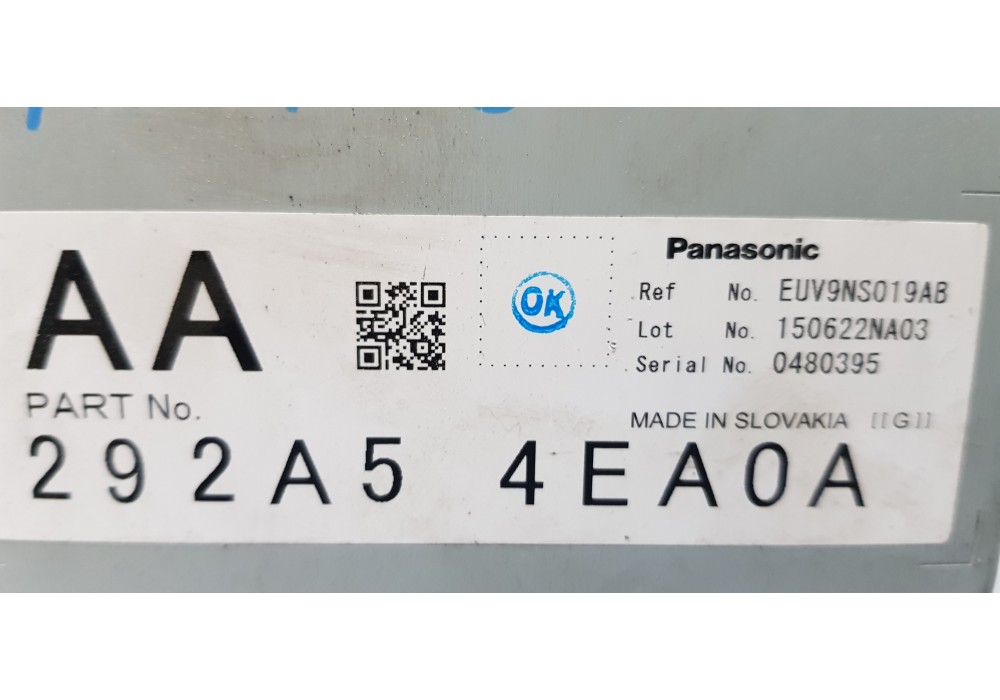 AA
OK
Panasonic
Ref No. EUV9NS019AB
Lot No. 150622NA03
Serial No. 0480395
PART No.
MADE IN SLOVAKIA [[G]]
292A5 4EA0A